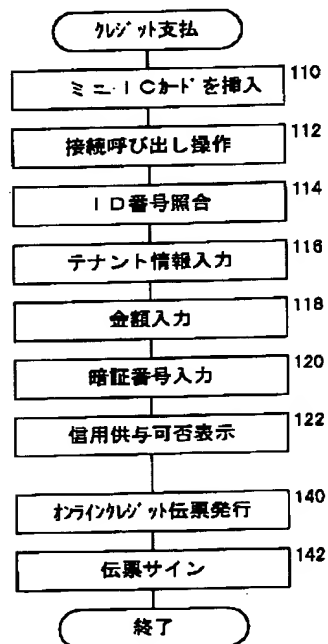 クレジット支払
110
ミニ・ICカードを挿入
112
接続呼び出し操作
114
ID番号照合
116
テナント情報入力
118
金額入力
120
暗証番号入力
122
信用供与可否表示
140
オンラインクレジット伝票発行
142
伝票サイン
終了